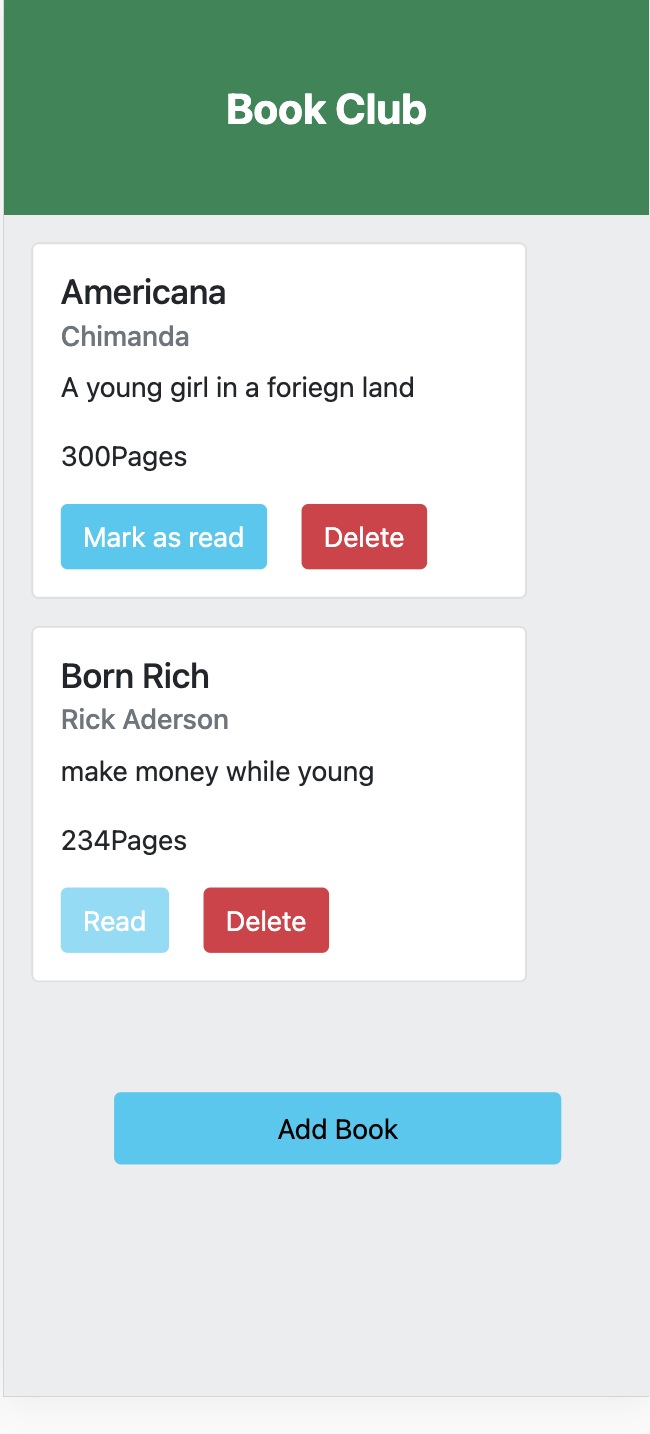 Book Club
Americana
Chimanda
A young girl in a foriegn land
300Pages
Mark as read Delete
Born Rich
Rick Aderson
make money while young
234Pages
Read Delete
Add Book